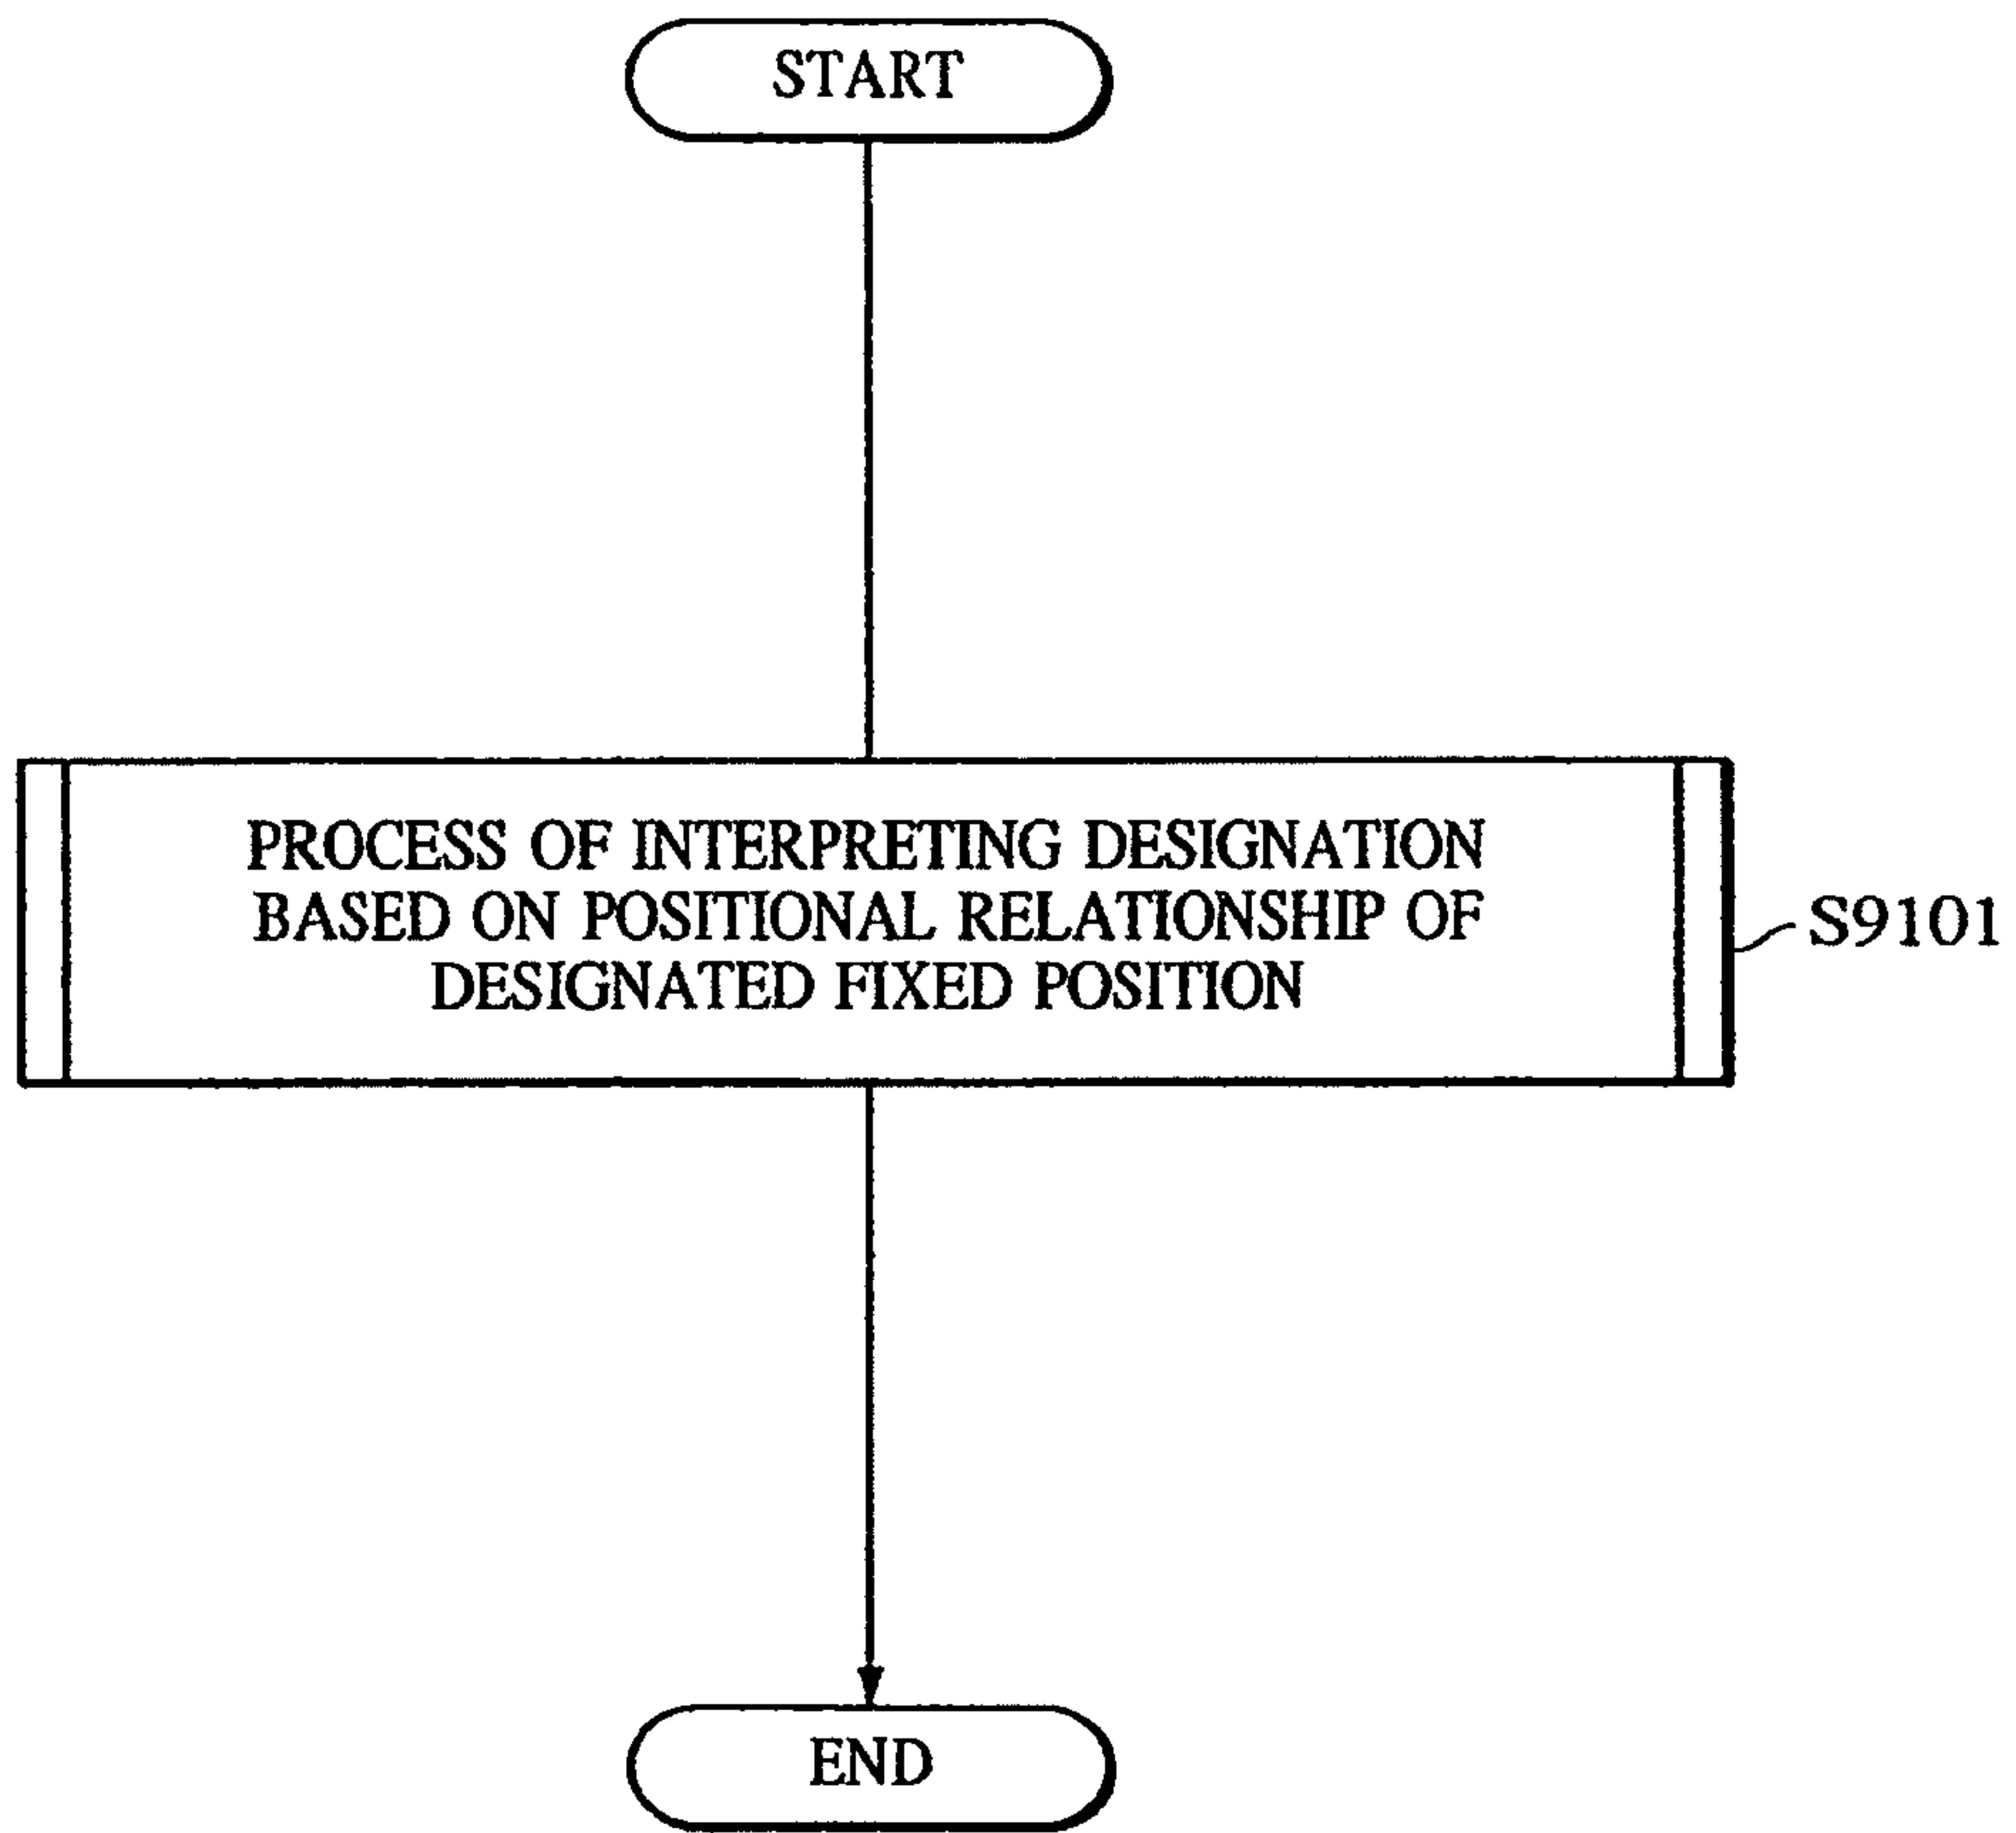 START
PROCESS OF INTERPRETING DESIGNATION
BASED ON POSITIONAL RELATIONSHIP OF
DESIGNATED FIXED POSITION
S9101
END